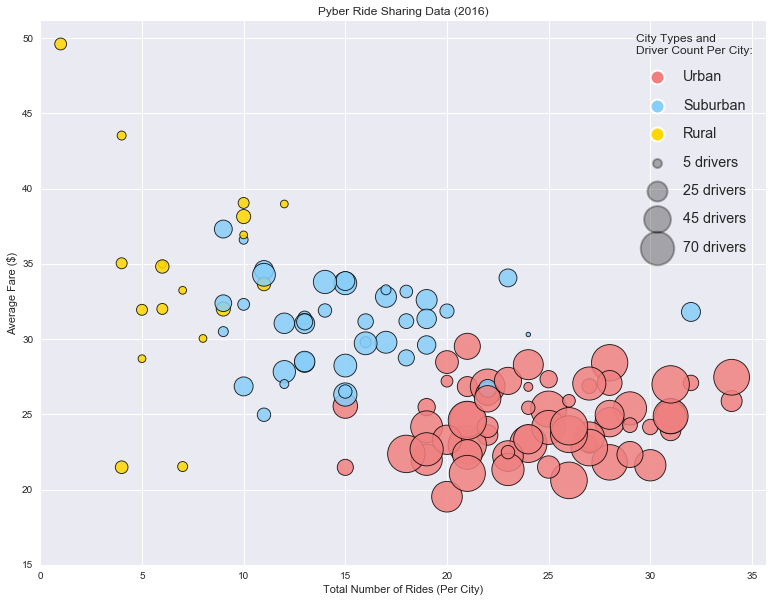 Pyber Ride Sharing Data (2016)
City Types and
Driver Count Per City:
Urban
Suburban
Rural
5 drivers
25 drivers
45 drivers
70 drivers
Average Fare ($)
50
45
40
35
30
25
20
15
0 5 10 15 20 25 30 35
Total Number of Rides (Per City)